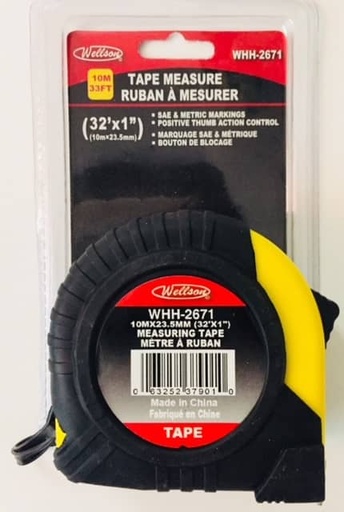 Wellson
WHH-2671
10M
33FT
TAPE MEASURE
RUBAN À MESURER
(32'x1")
(10m×23.5mm)
• SAE & METRIC MARKINGS
• POSITIVE THUMB ACTION CONTROL
• MARQUAGE SAE & MÉTRIQUE
• BOUTON DE BLOCAGE
Wellson
WHH-2671
10MX23.5MM (32'X1")
MEASURING TAPE
MÈTRE À RUBAN
0 63252 37901 0
Made in China
Fabriqué en Chine
TAPE